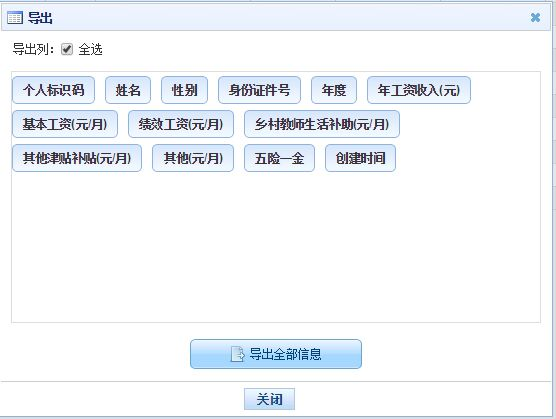 导出
导出列： 全选
个人标识码 姓名 性别 身份证件号 年度 年工资收入(元)
基本工资(元/月) 绩效工资(元/月) 乡村教师生活补助(元/月)
其他津贴补贴(元/月) 其他(元/月) 五险一金 创建时间
导出全部信息
关闭